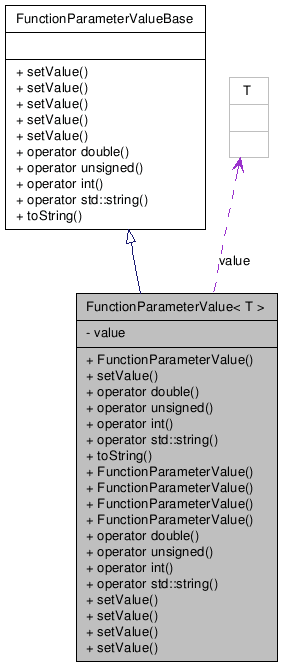 FunctionParameterValueBase
+ setValue()
+ setValue()
+ setValue()
+ setValue()
+ setValue()
+ operator double()
+ operator unsigned()
+ operator int()
+ operator std::string()
+ toString()
T
value
FunctionParameterValue< T >
- value
+ FunctionParameterValue()
+ setValue()
+ operator double()
+ operator unsigned()
+ operator int()
+ operator std::string()
+ toString()
+ FunctionParameterValue()
+ FunctionParameterValue()
+ FunctionParameterValue()
+ FunctionParameterValue()
+ operator double()
+ operator unsigned()
+ operator int()
+ operator std::string()
+ setValue()
+ setValue()
+ setValue()
+ setValue()